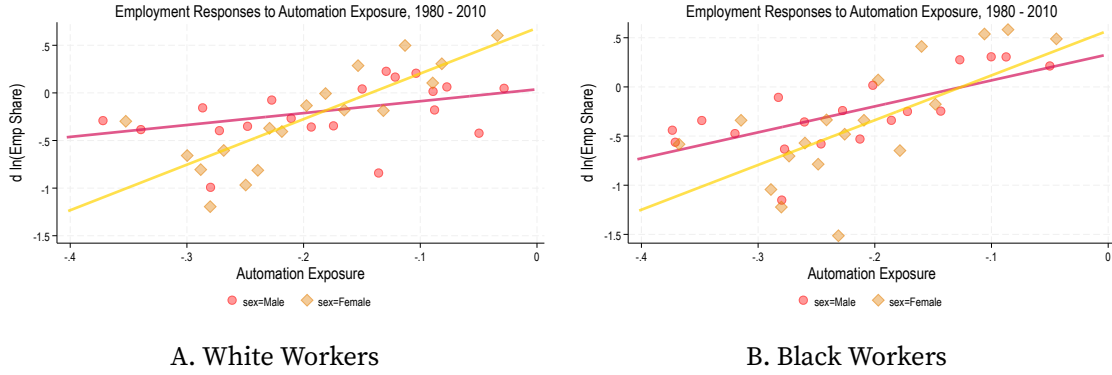 Employment Responses to Automation Exposure, 1980 - 2010
d ln(Emp Share)
.5
0
-.5
-1
-1.5
-.4 -.3 -.2 -.1 0
Automation Exposure
sex=Male sex=Female
A. White Workers
Employment Responses to Automation Exposure, 1980 - 2010
d ln(Emp Share)
.5
0
-.5
-1
-1.5
-.4 -.3 -.2 -.1 0
Automation Exposure
sex=Male sex=Female
B. Black Workers